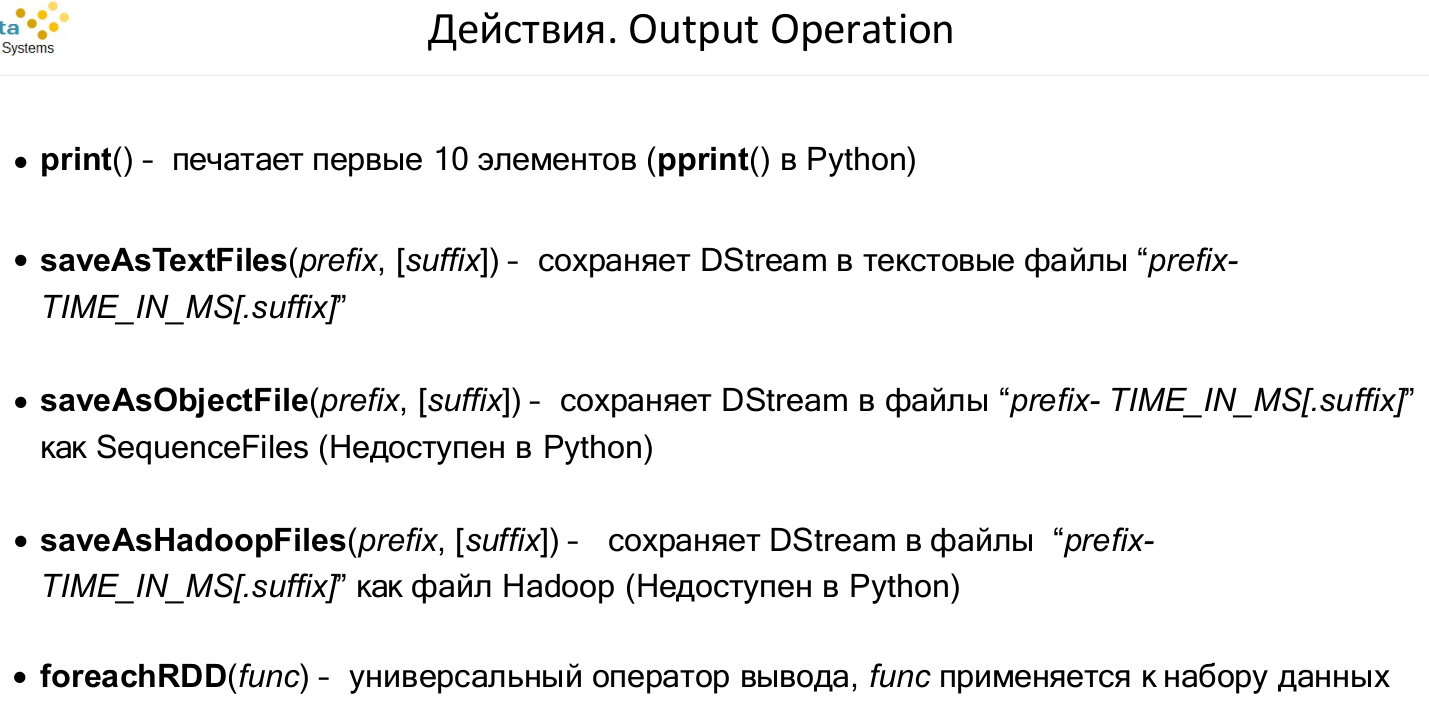 ta
Systems
Действия. Output Operation
• print() – печатает первые 10 элементов (pprint() в Python)
• saveAsTextFiles(prefix, [suffix]) – сохраняет DStream в текстовые файлы “prefix-
TIME_IN_MS[.suffix]”
• saveAsObjectFile(prefix, [suffix]) – сохраняет DStream в файлы “prefix- TIME_IN_MS[.suffix]”
как SequenceFiles (Недоступен в Python)
• saveAsHadoopFiles(prefix, [suffix]) – сохраняет DStream в файлы “prefix-
TIME_IN_MS[.suffix]” как файл Hadoop (Недоступен в Python)
• foreachRDD(func) – универсальный оператор вывода, func применяется к набору данных